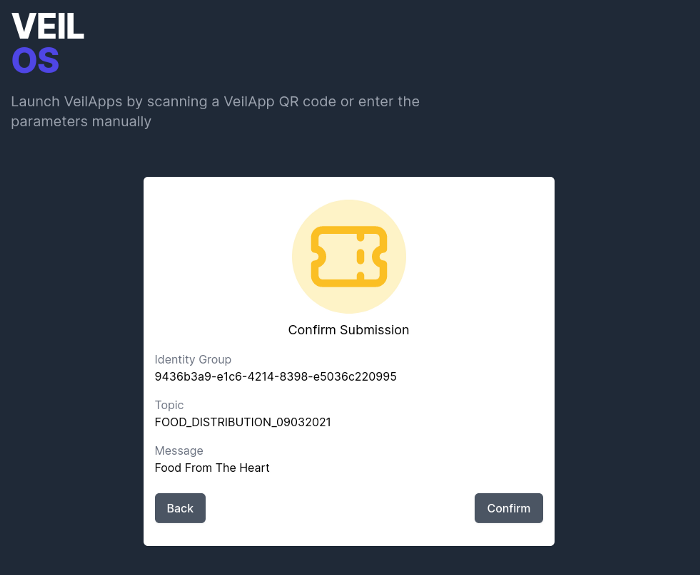 VEIL
OS
Launch VeilApps by scanning a VeilApp QR code or enter the
parameters manually
Confirm Submission
Identity Group
9436b3a9-e1c6-4214-8398-e5036c220995
Topic
FOOD_DISTRIBUTION_09032021
Message
Food From The Heart
Back
Confirm